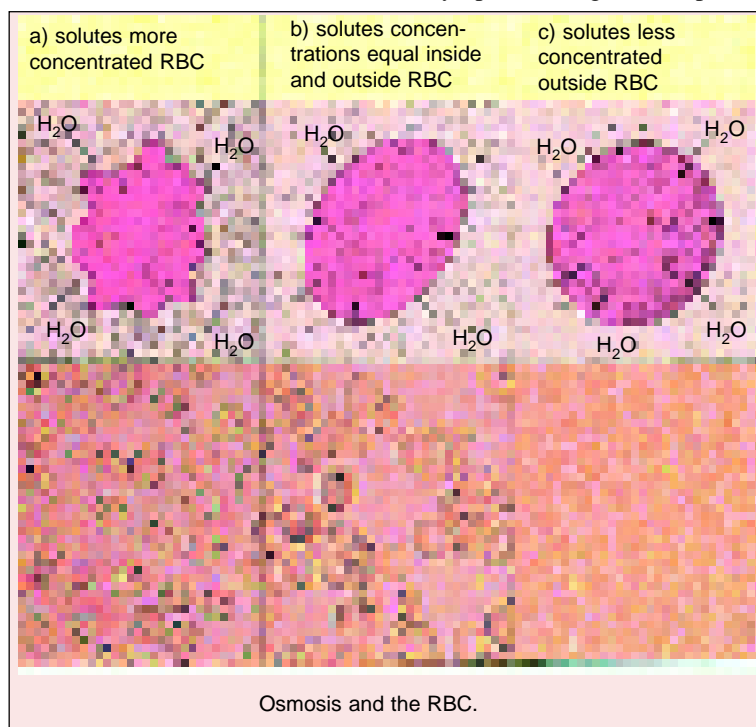 a) solutes more
concentrated RBC
b) solutes concen-
trations equal inside
and outside RBC
c) solutes less
concentrated
outside RBC
H₂O
H₂O
H₂O
H₂O
H₂O
H₂O
H₂O
H₂O
H₂O
H₂O
Osmosis and the RBC.